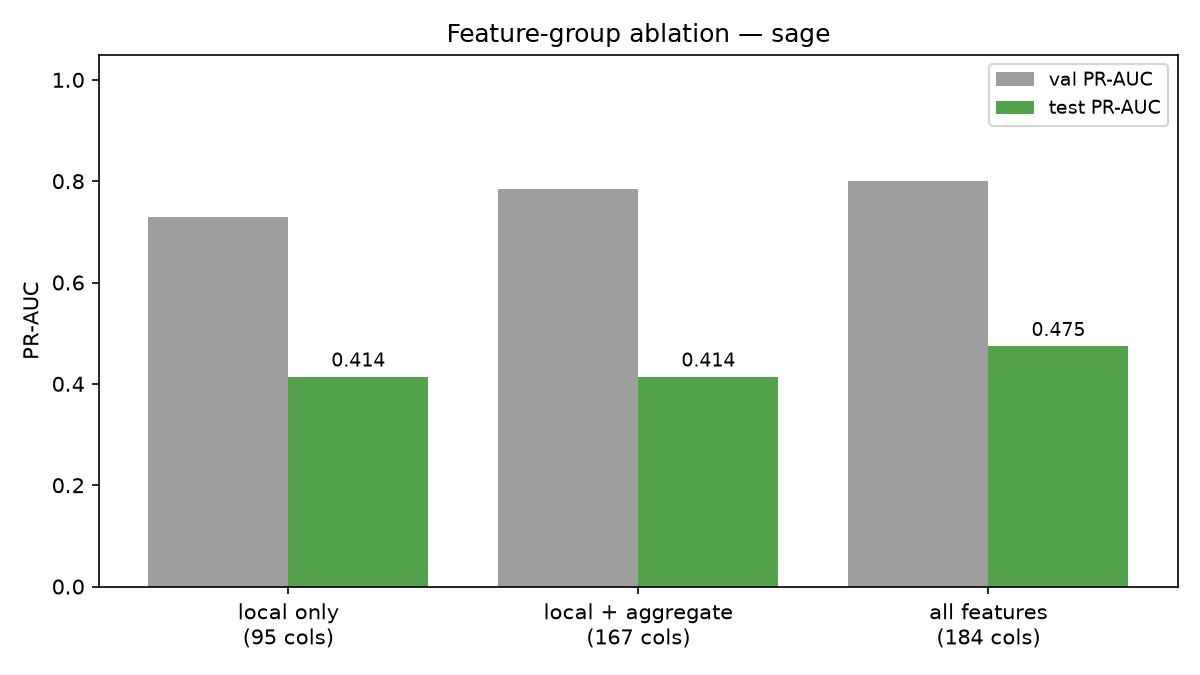 Feature-group ablation — sage
val PR-AUC
test PR-AUC
PR-AUC
1.0
0.8
0.6
0.4
0.2
0.0
0.414
0.414
0.475
local only
(95 cols)
local + aggregate
(167 cols)
all features
(184 cols)